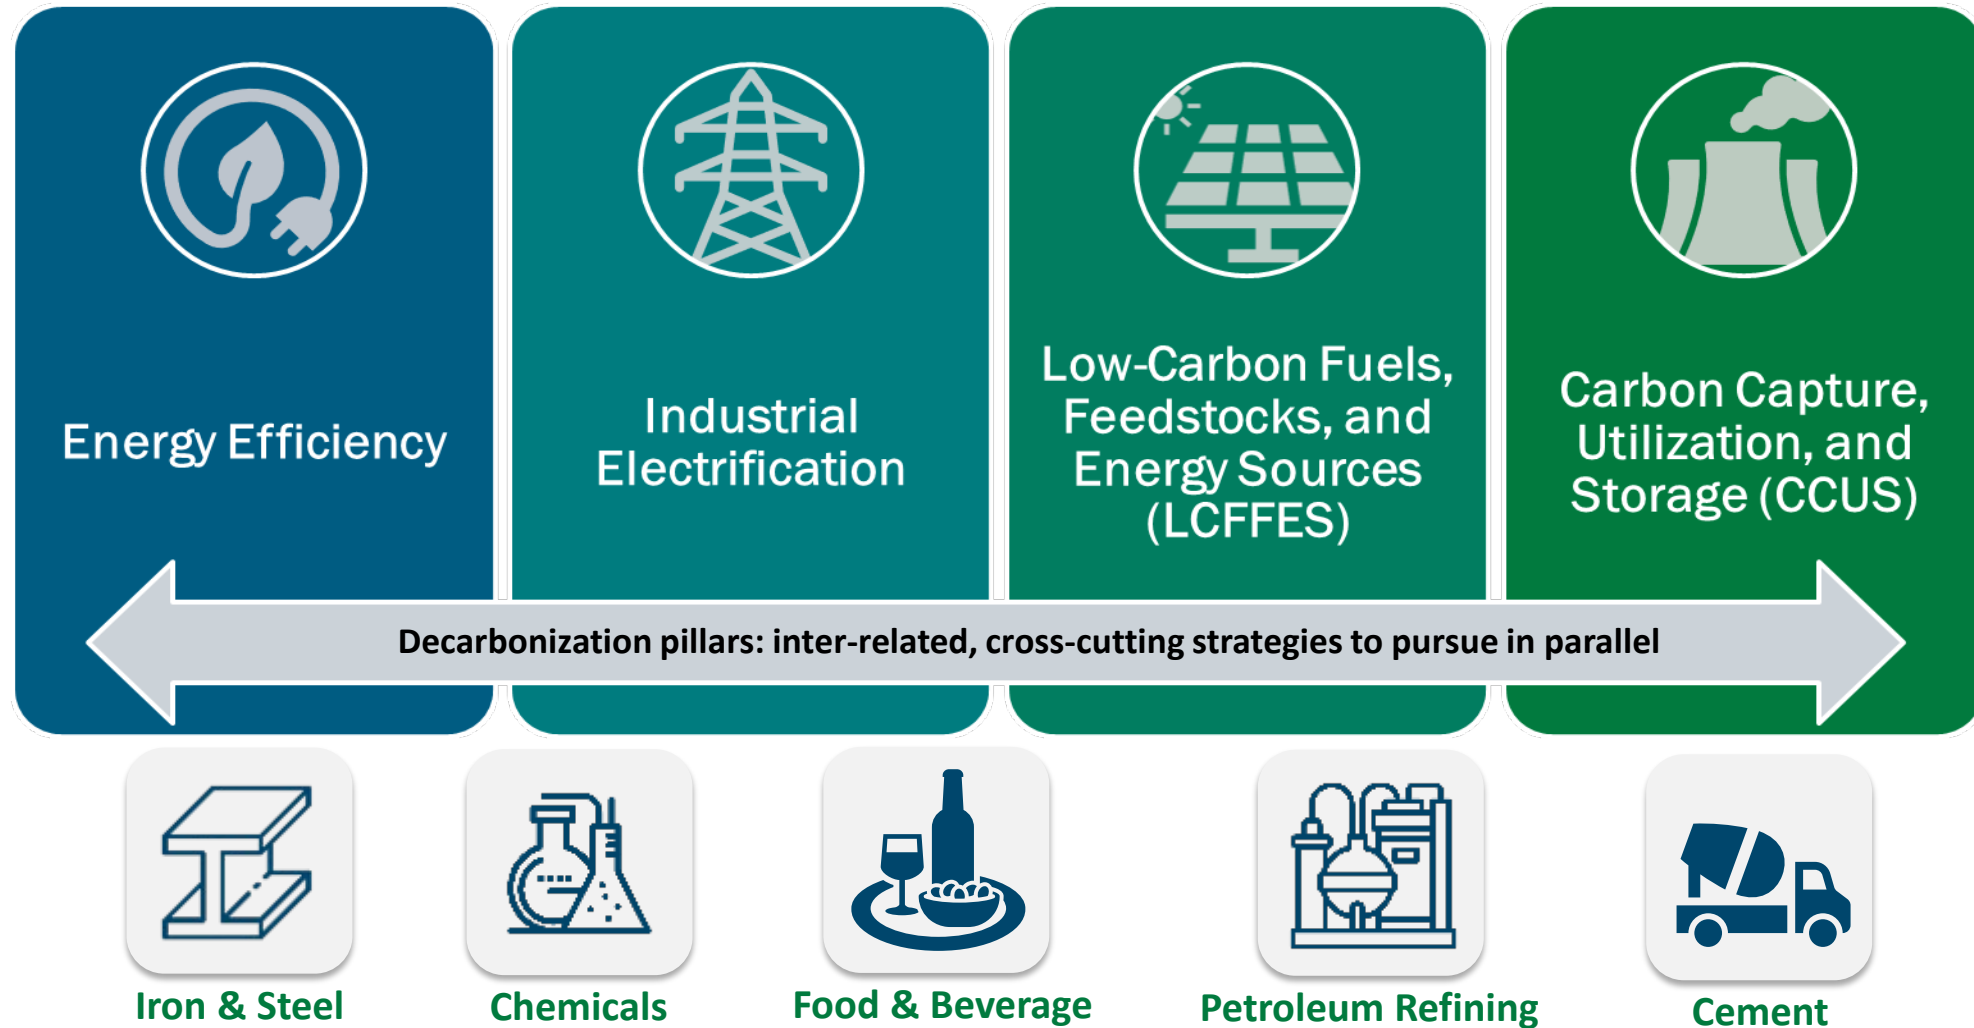 Energy Efficiency
Industrial
Electrification
Low-Carbon Fuels,
Feedstocks, and
Energy Sources
(LCFFES)
Carbon Capture,
Utilization, and
Storage (CCUS)
Decarbonization pillars: inter-related, cross-cutting strategies to pursue in parallel
Iron & Steel
Chemicals
Food & Beverage
Petroleum Refining
Cement